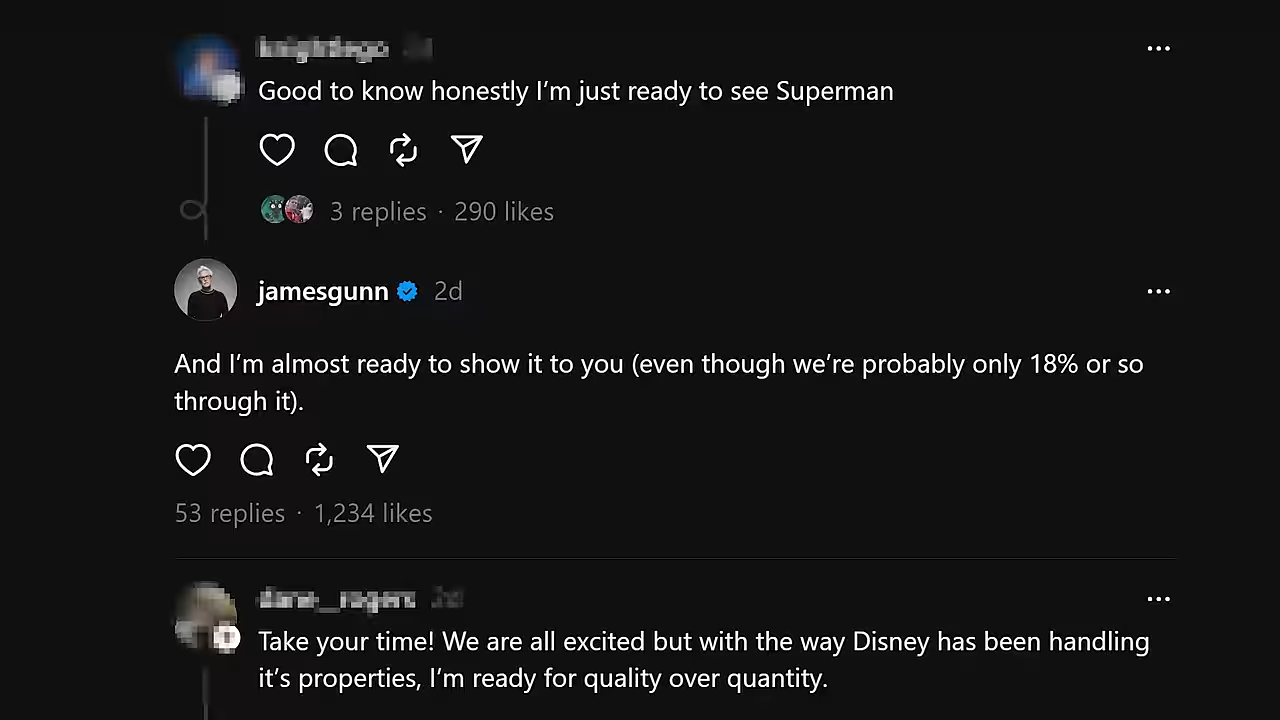 Good to know honestly I’m just ready to see Superman
3 replies · 290 likes
jamesgunn 2d
And I’m almost ready to show it to you (even though we’re probably only 18% or so
through it).
53 replies · 1,234 likes
Take your time! We are all excited but with the way Disney has been handling
it’s properties, I’m ready for quality over quantity.